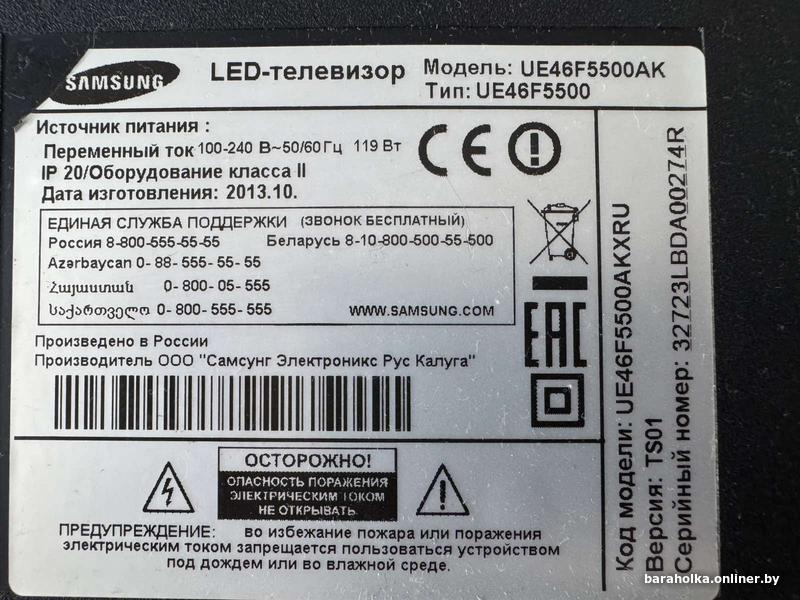 SAMSUNG
LED-телевизор
Модель: UE46F5500AK
Тип: UE46F5500
Источник питания :
Переменный ток 100-240 В~50/60 Гц 119 Вт
IP 20/Оборудование класса II
Дата изготовления: 2013.10.
ЕДИНАЯ СЛУЖБА ПОДДЕРЖКИ (ЗВОНОК БЕСПЛАТНЫЙ)
Россия 8-800-555-55-55 Беларусь 8-10-800-500-55-500
Azərbaycan 0- 88- 555- 55- 55
Հայաստան 0- 800- 05- 555
საქართველო 0- 800- 555- 555 WWW.SAMSUNG.COM
Произведено в России
Производитель ООО "Самсунг Электроникс Рус Калуга"
CE
EAC
ОСТОРОЖНО!
ОПАСНОСТЬ ПОРАЖЕНИЯ
ЭЛЕКТРИЧЕСКИМ ТОКОМ
НЕ ОТКРЫВАТЬ.
ПРЕДУПРЕЖДЕНИЕ: во избежание пожара или поражения
электрическим током запрещается пользоваться устройством
под дождем или во влажной среде.
Код модели: UE46F5500AKXRU
Версия: TS01
Серийный номер: 32723LBDA00274R
baraholka.onliner.by